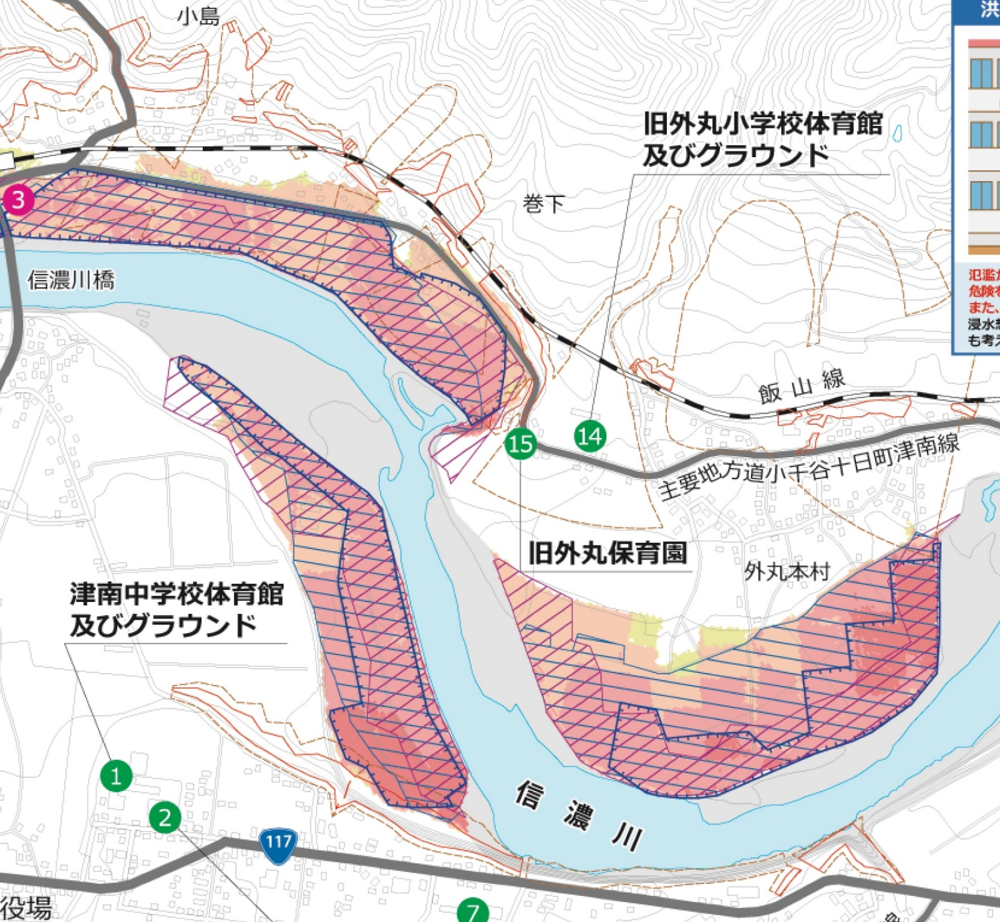 小島
洪
旧外丸小学校体育館
及びグラウンド
3
巻下
信濃川橋
氾濫
危険を
また、
浸水想
も考え
飯山線
15
14
主要地方道小千谷十日町津南線
旧外丸保育園
外丸本村
津南中学校体育館
及びグラウンド
1
2
信濃川
117
役場
7